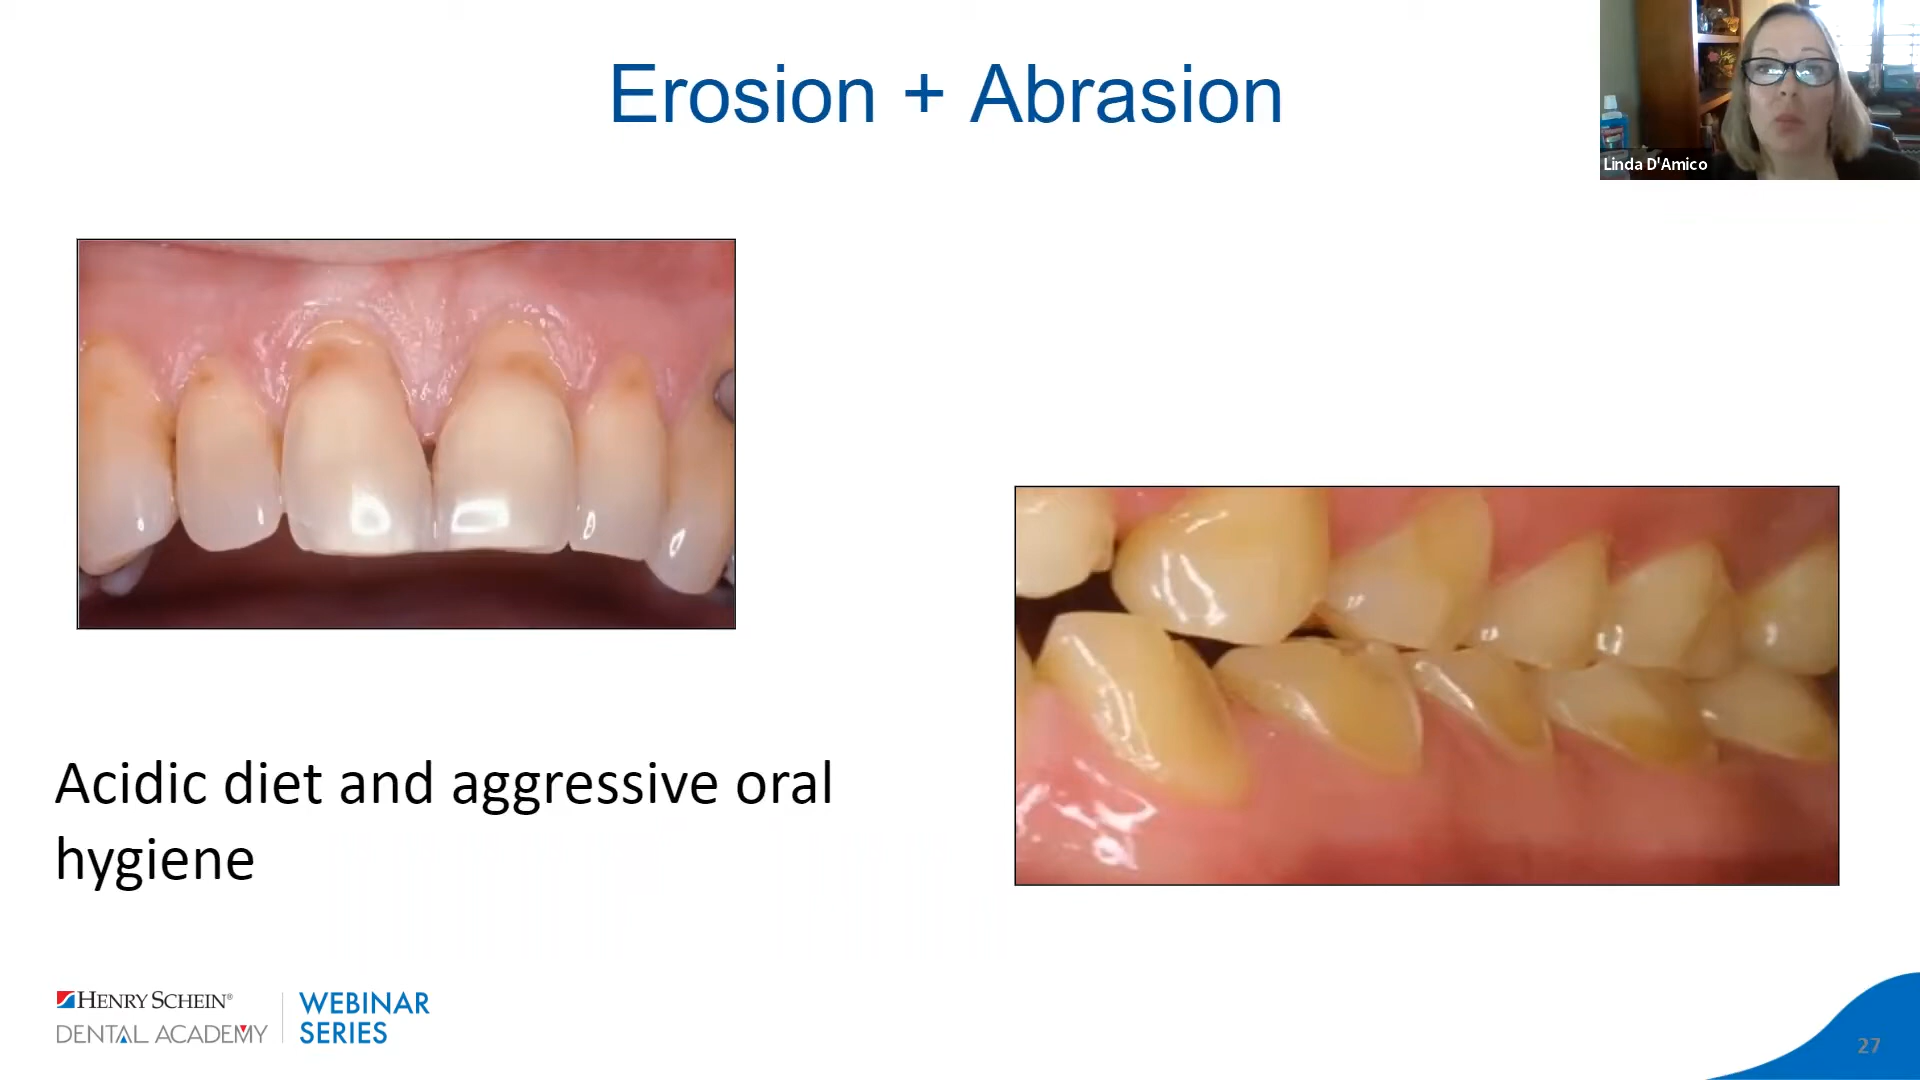 Erosion + Abrasion
Linda D'Amico
Acidic diet and aggressive oral
hygiene
HENRY SCHEIN®
DENTAL ACADEMY
WEBINAR
SERIES
27